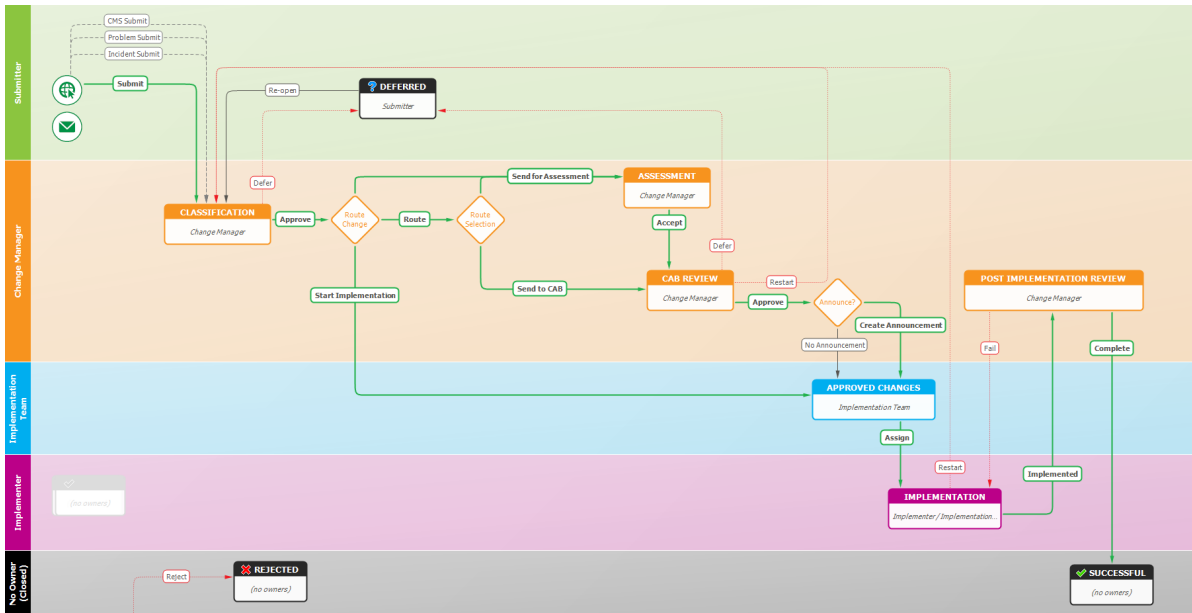 Submitter
CMS Submit
Problem Submit
Incident Submit
Submit
Re-open
DEFERRED
Submitter
Defer
Change Manager
CLASSIFICATION
Change Manager
Approve
Route
Change
Route
Route
Selection
Send for Assessment
ASSESSMENT
Change Manager
Accept
Defer
Start Implementation
Send to CAB
CAB REVIEW
Change Manager
Restart
Approve
Announce?
Create Announcement
No Announcement
POST IMPLEMENTATION REVIEW
Change Manager
Fail
Complete
Implementation
Team
APPROVED CHANGES
Implementation Team
Assign
Implementer
(no owners)
Restart
Implemented
IMPLEMENTATION
Implementer / Implementation...
No Owner
(Closed)
Reject
REJECTED
(no owners)
SUCCESSFUL
(no owners)